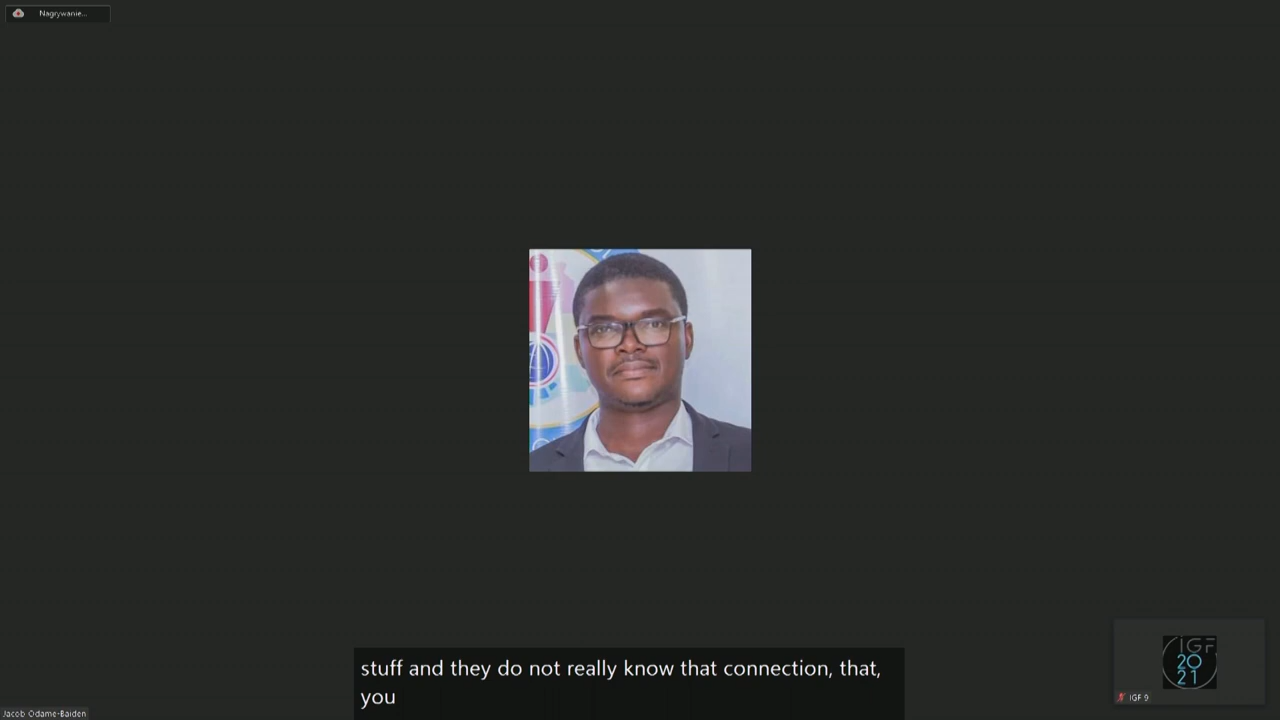 Nagrywanie...
stuff and they do not really know that connection, that,
you
IGF
20
21
IGF 9
Jacob Odame-Baiden